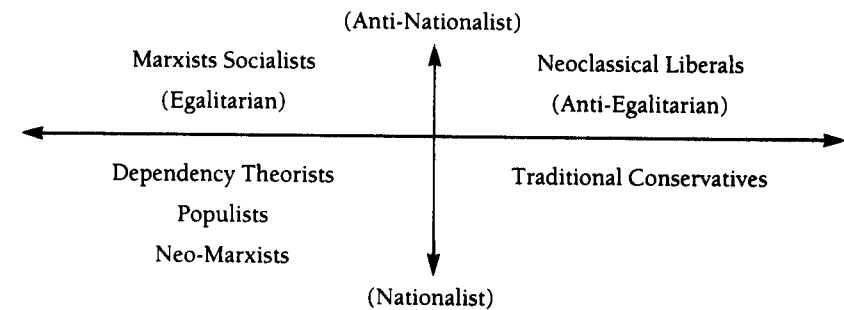 (Anti-Nationalist)
Marxists Socialists
(Egalitarian)
Neoclassical Liberals
(Anti-Egalitarian)
Dependency Theorists
Populists
Neo-Marxists
Traditional Conservatives
(Nationalist)